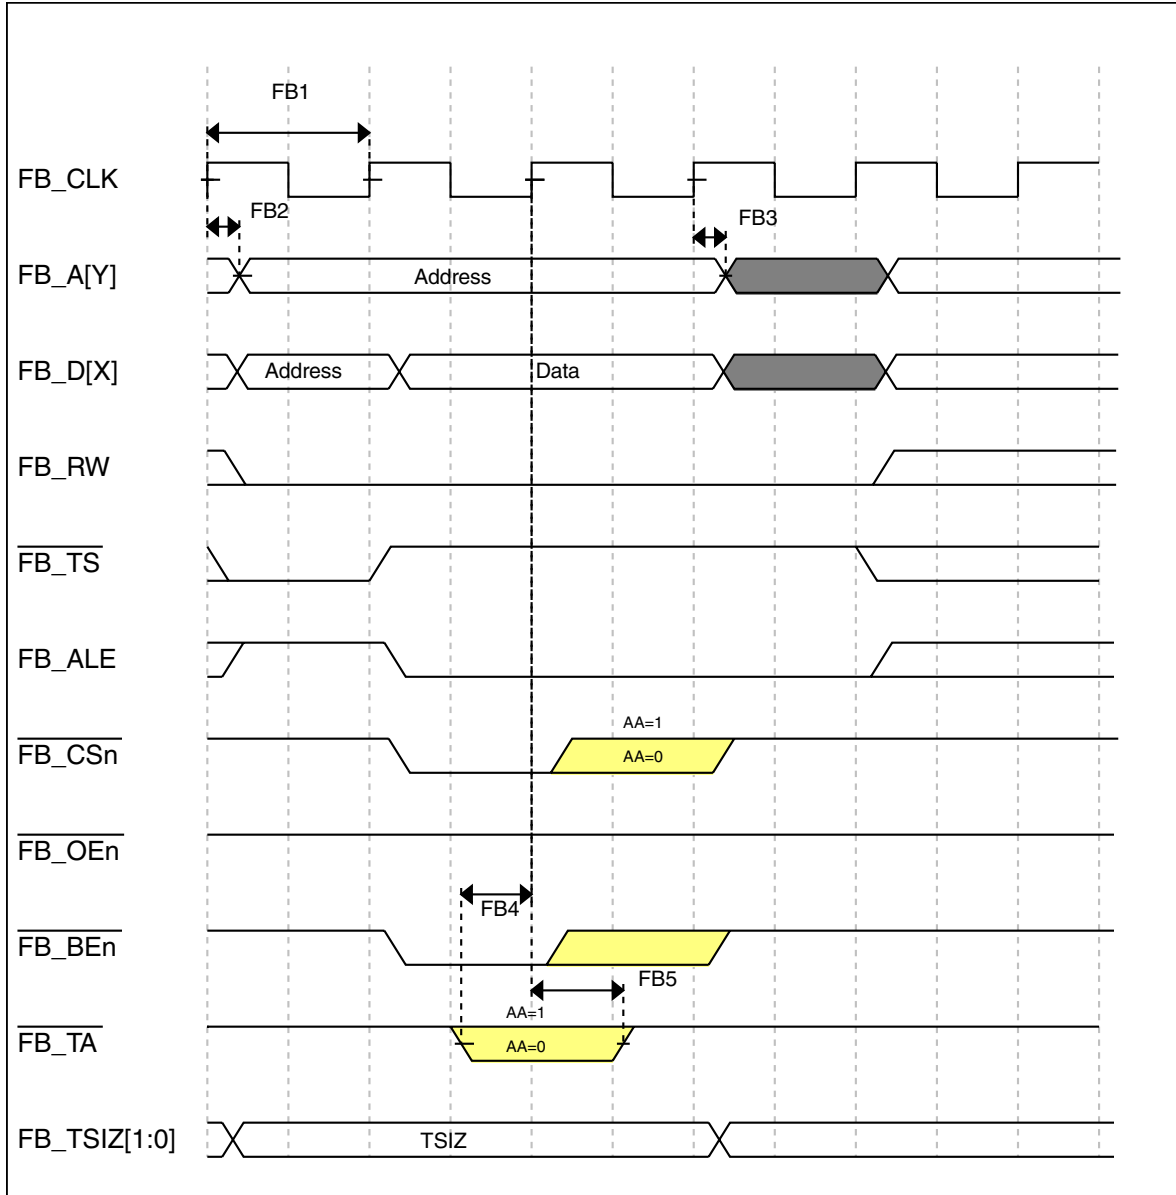 FB1
FB_CLK
FB2
FB3
FB_A[Y]
Address
FB_D[X]
Address
Data
FB_RW
FB_TS
FB_ALE
AA=1
FB_CSn
AA=0
FB_OEn
FB4
FB_BEn
FB5
AA=1
FB_TA
AA=0
FB_TSIZ[1:0]
TSIZ